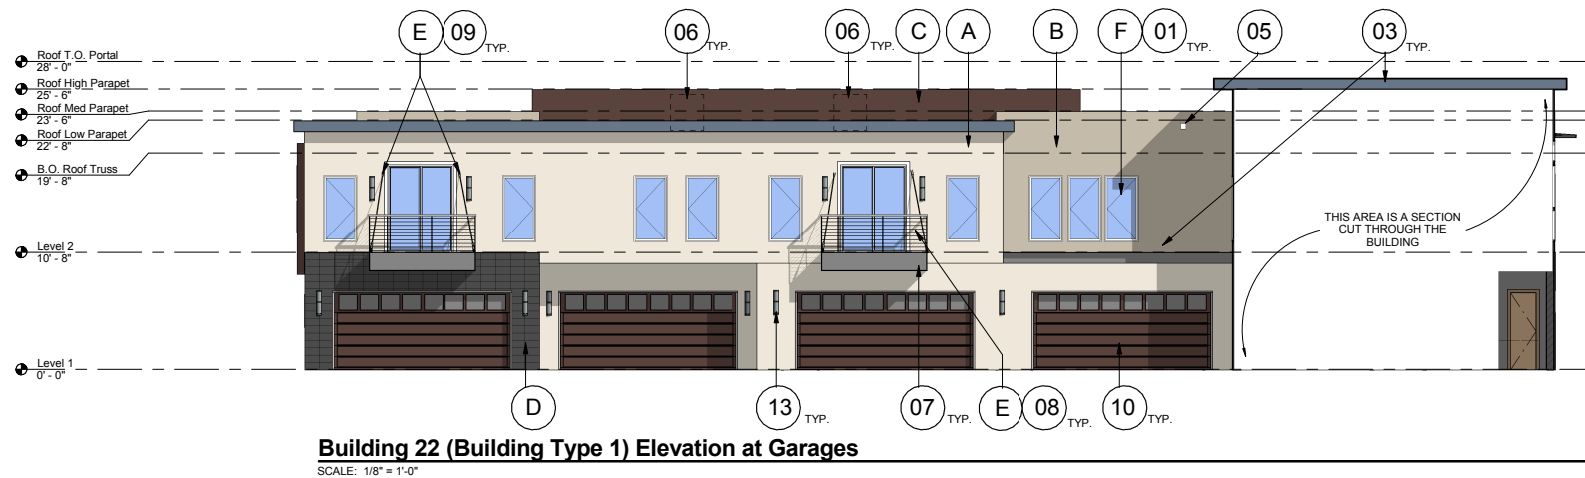 E 09 TYP. 06 TYP. 06 TYP. C A B F 01 TYP. 05 03 TYP.
Roof T.O. Portal
28' - 0"
Roof High Parapet
25' - 6"
Roof Med Parapet
23' - 6"
Roof Low Parapet
22' - 8"
B.O. Roof Truss
19' - 8"
THIS AREA IS A SECTION
CUT THROUGH THE
BUILDING
Level 2
10' - 8"
Level 1
0' - 0"
D 13 TYP. 07 TYP. E 08 TYP. 10 TYP.
Building 22 (Building Type 1) Elevation at Garages
SCALE: 1/8" = 1'-0"